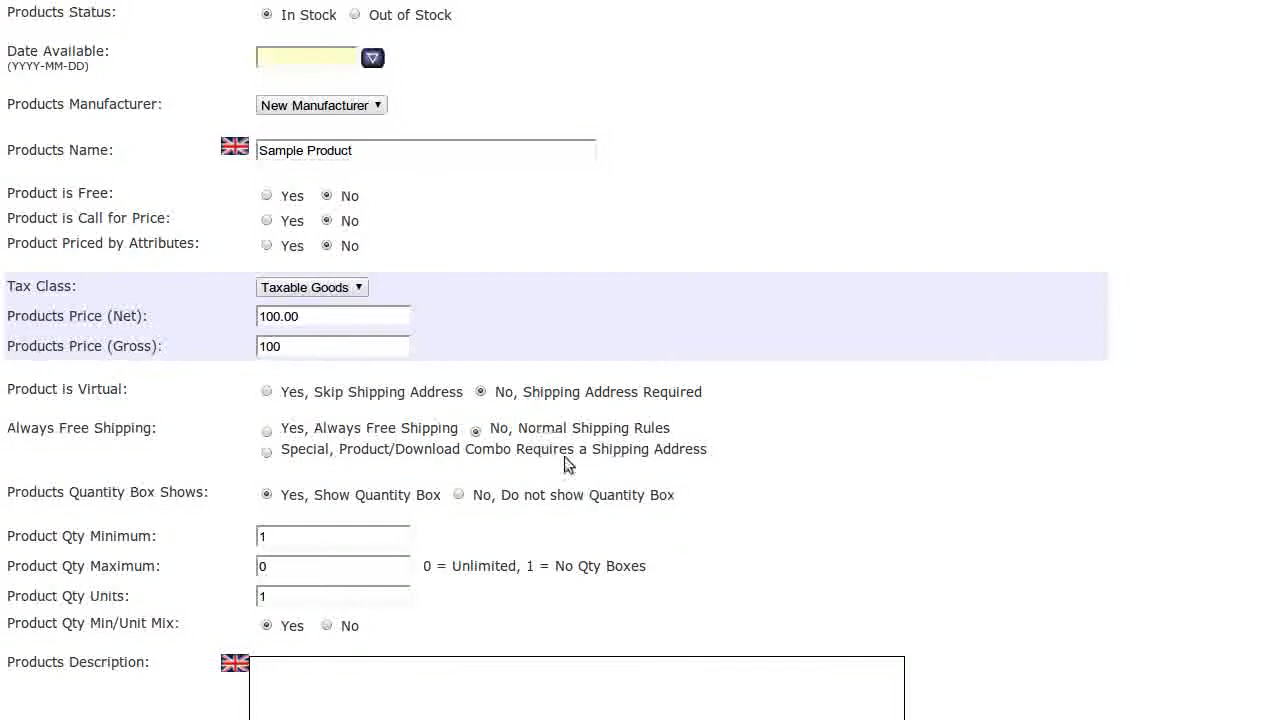 Products Status: In Stock Out of Stock
Date Available:
(YYYY-MM-DD)
Products Manufacturer: New Manufacturer
Products Name: Sample Product
Product is Free: Yes No
Product is Call for Price: Yes No
Product Priced by Attributes: Yes No
Tax Class: Taxable Goods
Products Price (Net): 100.00
Products Price (Gross): 100
Product is Virtual: Yes, Skip Shipping Address No, Shipping Address Required
Always Free Shipping: Yes, Always Free Shipping No, Normal Shipping Rules
Special, Product/Download Combo Requires a Shipping Address
Products Quantity Box Shows: Yes, Show Quantity Box No, Do not show Quantity Box
Product Qty Minimum: 1
Product Qty Maximum: 0 0 = Unlimited, 1 = No Qty Boxes
Product Qty Units: 1
Product Qty Min/Unit Mix: Yes No
Products Description: